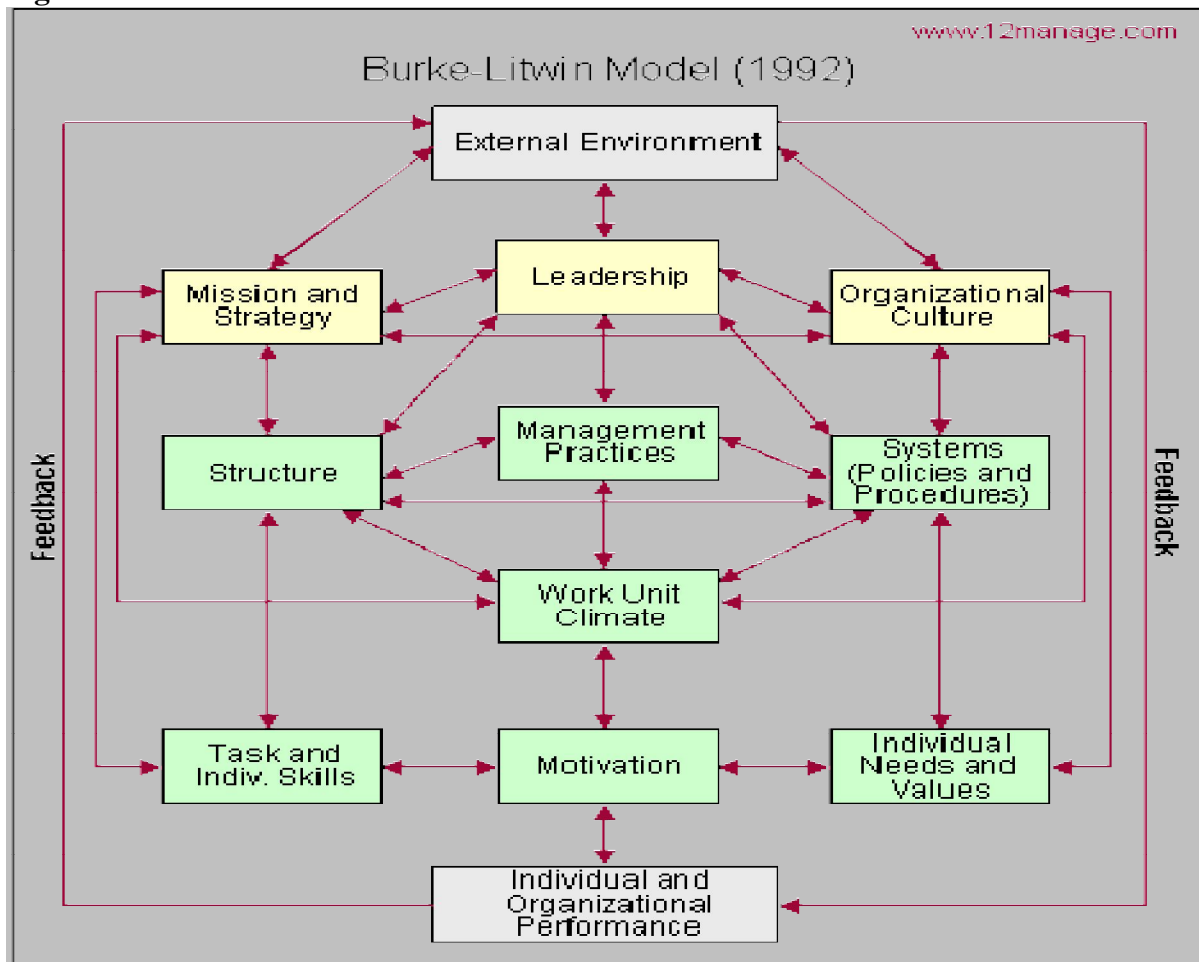 www.12manage.com
Burke-Litwin Model (1992)
External Environment
Leadership
Mission and
Strategy
Organizational
Culture
Management
Practices
Structure
Systems
(Policies and
Procedures)
Feedback
Feedback
Work Unit
Climate
Task and
Indiv. Skills
Motivation
Individual
Needs and
Values
Individual and
Organizational
Performance